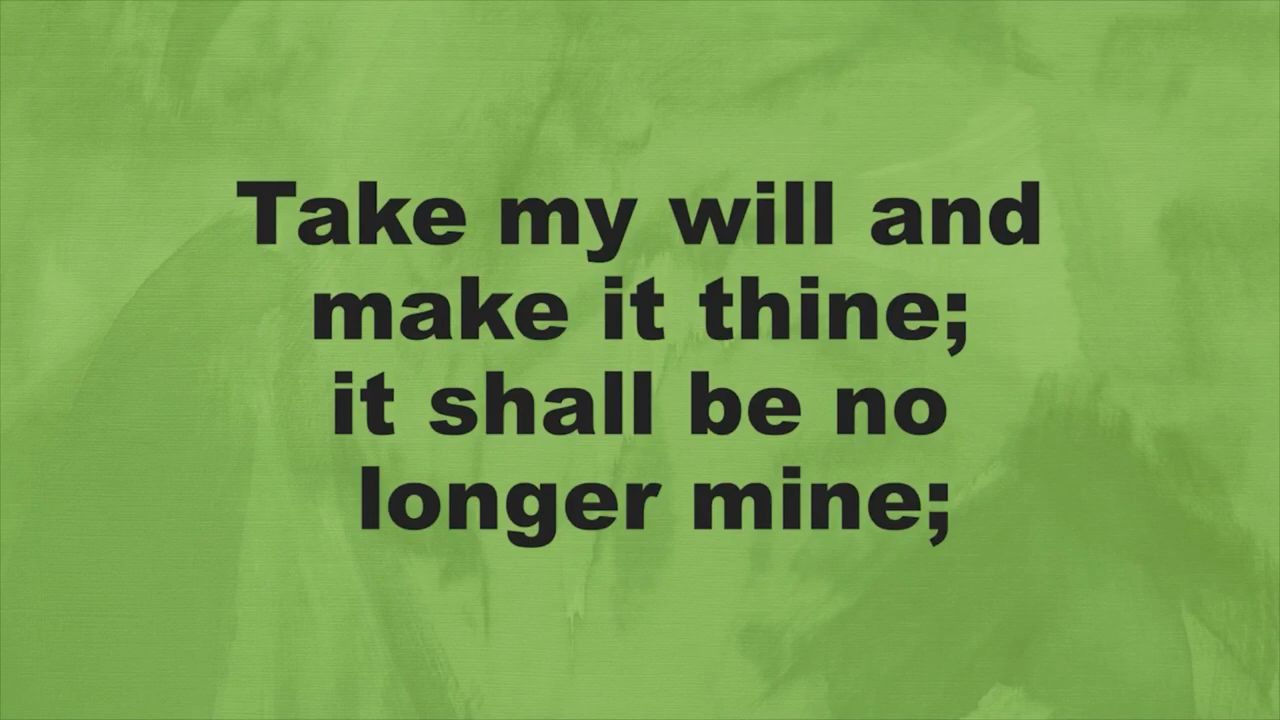 Take my will and
make it thine;
it shall be no
longer mine;